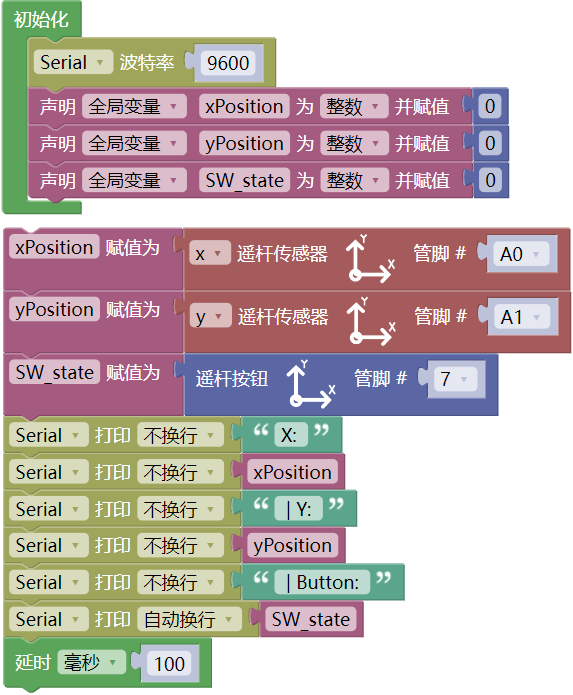 初始化
Serial 波特率 9600
声明 全局变量 xPosition 为 整数 并赋值 0
声明 全局变量 yPosition 为 整数 并赋值 0
声明 全局变量 SW_state 为 整数 并赋值 0
xPosition 赋值为 x 遥杆传感器 Y X 管脚 # A0
yPosition 赋值为 y 遥杆传感器 Y X 管脚 # A1
SW_state 赋值为 遥杆按钮 Y X 管脚 # 7
Serial 打印 不换行 “ X: ”
Serial 打印 不换行 xPosition
Serial 打印 不换行 “ | Y: ”
Serial 打印 不换行 yPosition
Serial 打印 不换行 “ | Button: ”
Serial 打印 自动换行 SW_state
延时 毫秒 100